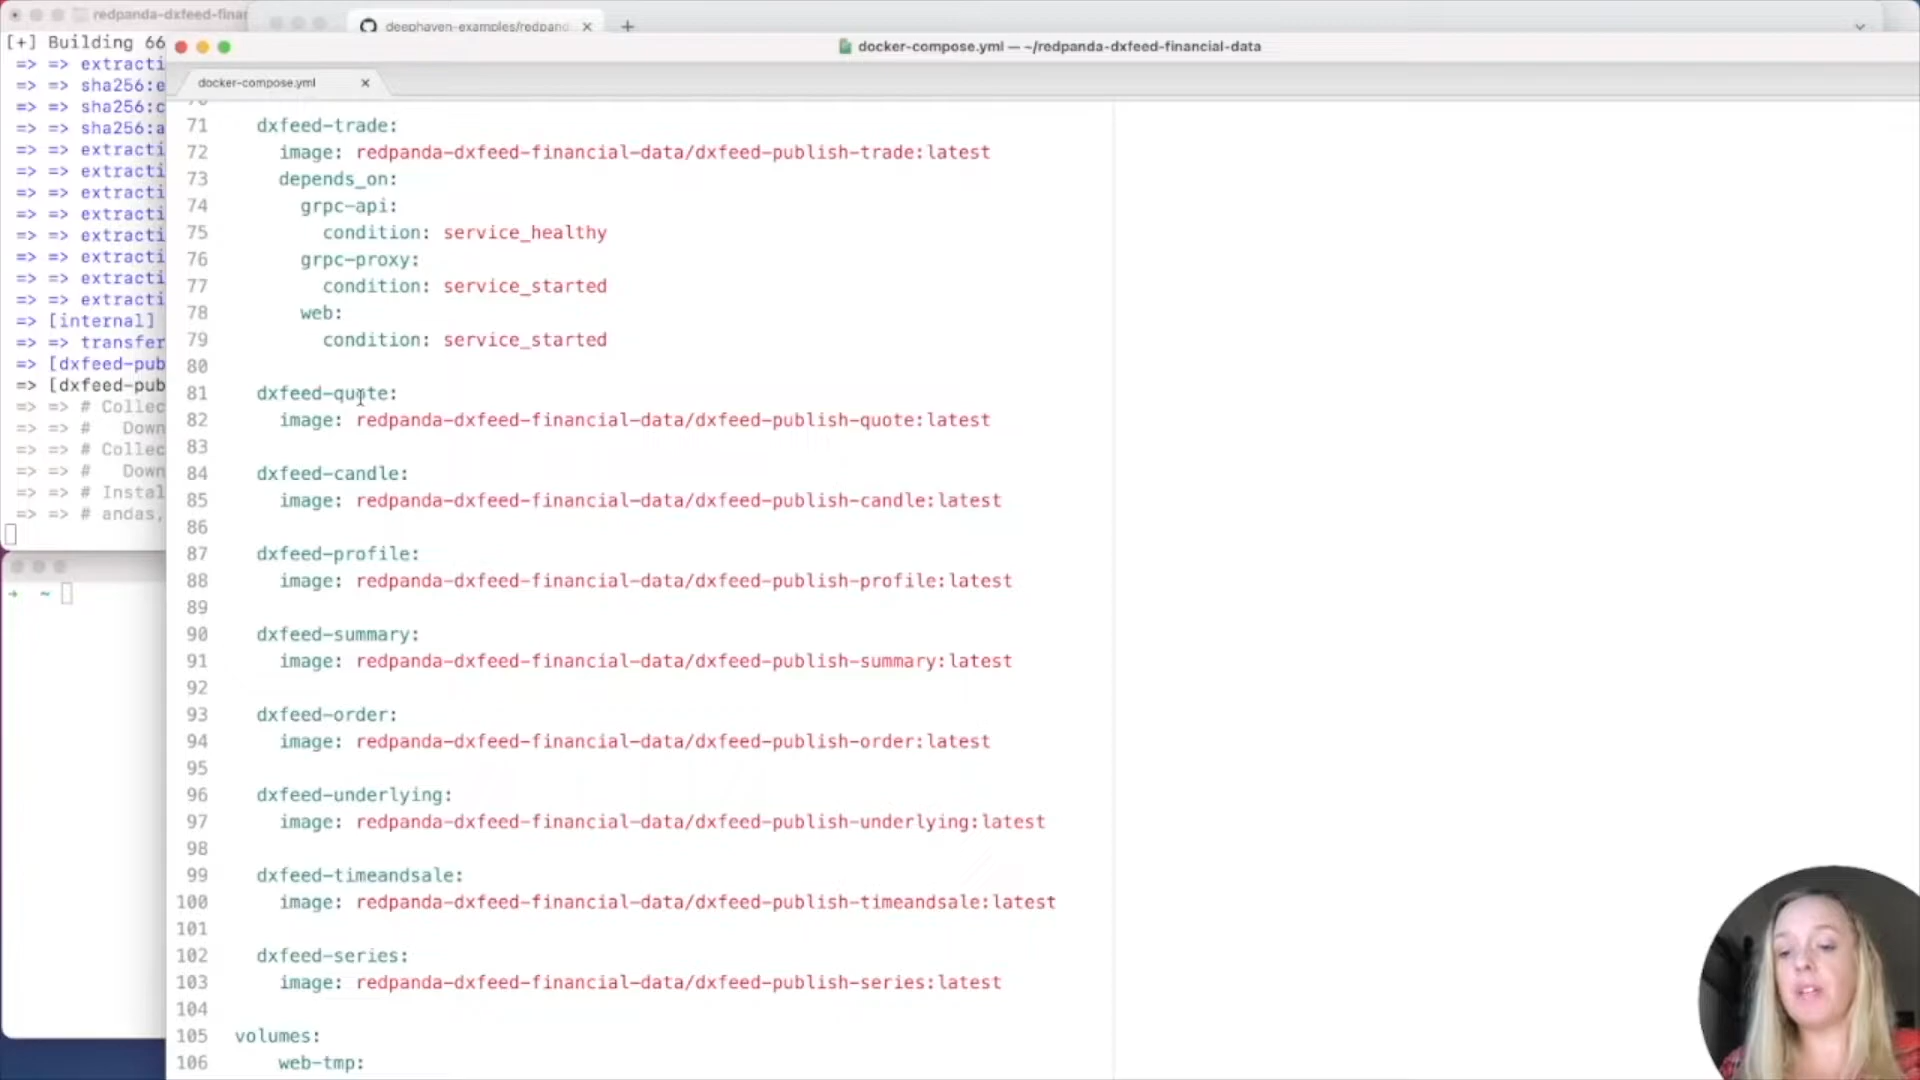 redpanda-dxfeed-finan
deephaven-examples/redpand
docker-compose.yml — ~/redpanda-dxfeed-financial-data
docker-compose.yml
[+] Building 66
=> => extracti
=> => sha256:e
=> => sha256:c
=> => sha256:a
=> => extracti
=> => extracti
=> => extracti
=> => extracti
=> => extracti
=> => extracti
=> => extracti
=> => extracti
=> [internal]
=> => transfer
=> [dxfeed-pub
=> [dxfeed-pub
=> => # Collec
=> => #   Down
=> => # Collec
=> => #   Down
=> => # Instal
=> => # andas,
→ ~
71 dxfeed-trade:
72 image: redpanda-dxfeed-financial-data/dxfeed-publish-trade:latest
73 depends_on:
74 grpc-api:
75 condition: service_healthy
76 grpc-proxy:
77 condition: service_started
78 web:
79 condition: service_started
80
81 dxfeed-quote:
82 image: redpanda-dxfeed-financial-data/dxfeed-publish-quote:latest
83
84 dxfeed-candle:
85 image: redpanda-dxfeed-financial-data/dxfeed-publish-candle:latest
86
87 dxfeed-profile:
88 image: redpanda-dxfeed-financial-data/dxfeed-publish-profile:latest
89
90 dxfeed-summary:
91 image: redpanda-dxfeed-financial-data/dxfeed-publish-summary:latest
92
93 dxfeed-order:
94 image: redpanda-dxfeed-financial-data/dxfeed-publish-order:latest
95
96 dxfeed-underlying:
97 image: redpanda-dxfeed-financial-data/dxfeed-publish-underlying:latest
98
99 dxfeed-timeandsale:
100 image: redpanda-dxfeed-financial-data/dxfeed-publish-timeandsale:latest
101
102 dxfeed-series:
103 image: redpanda-dxfeed-financial-data/dxfeed-publish-series:latest
104
105 volumes:
106 web-tmp: